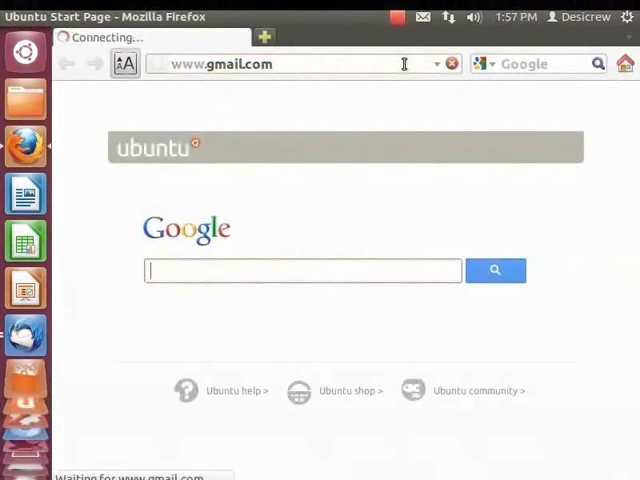 Ubuntu Start Page - Mozilla Firefox
1:57 PM
Desicrew
Connecting...
AA
www.gmail.com
Google
ubuntu
Google
Ubuntu help >
Ubuntu shop >
Ubuntu community >
Waiting for www.gmail.com